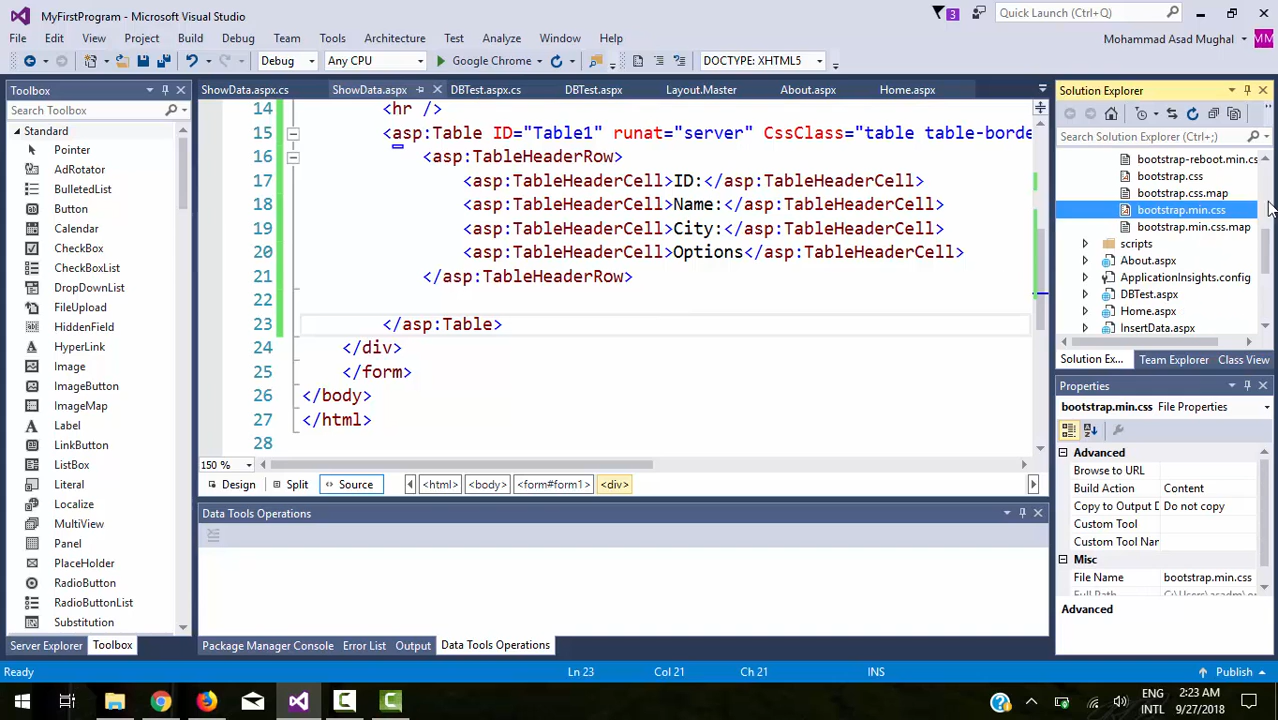 MyFirstProgram - Microsoft Visual Studio
3
Quick Launch (Ctrl+Q)
File Edit View Project Build Debug Team Tools Architecture Test Analyze Window Help
Mohammad Asad Mughal
MM
Debug Any CPU Google Chrome DOCTYPE: XHTML5
Toolbox
Search Toolbox
Standard
Pointer
AdRotator
BulletedList
Button
Calendar
CheckBox
CheckBoxList
DropDownList
FileUpload
HiddenField
HyperLink
Image
ImageButton
ImageMap
Label
LinkButton
ListBox
Literal
Localize
MultiView
Panel
PlaceHolder
RadioButton
RadioButtonList
Substitution
Server Explorer Toolbox
ShowData.aspx.cs ShowData.aspx DBTest.aspx.cs DBTest.aspx Layout.Master About.aspx Home.aspx
14 <hr />
15 <asp:Table ID="Table1" runat="server" CssClass="table table-borde
16 <asp:TableHeaderRow>
17 <asp:TableHeaderCell>ID:</asp:TableHeaderCell>
18 <asp:TableHeaderCell>Name:</asp:TableHeaderCell>
19 <asp:TableHeaderCell>City:</asp:TableHeaderCell>
20 <asp:TableHeaderCell>Options</asp:TableHeaderCell>
21 </asp:TableHeaderRow>
22
23 </asp:Table>
24 </div>
25 </form>
26 </body>
27 </html>
28
150 %
Design Split Source <html> <body> <form#form1> <div>
Data Tools Operations
Package Manager Console Error List Output Data Tools Operations
Solution Explorer
Search Solution Explorer (Ctrl+;)
bootstrap-reboot.min.cs
bootstrap.css
bootstrap.css.map
bootstrap.min.css
bootstrap.min.css.map
scripts
About.aspx
ApplicationInsights.config
DBTest.aspx
Home.aspx
InsertData.aspx
Solution Ex... Team Explorer Class View
Properties
bootstrap.min.css File Properties
Advanced
Browse to URL
Build Action Content
Copy to Output D Do not copy
Custom Tool
Custom Tool Nam
Misc
File Name bootstrap.min.css
Advanced
Ready Ln 23 Col 21 Ch 21 INS Publish
ENG
INTL
2:23 AM
9/27/2018